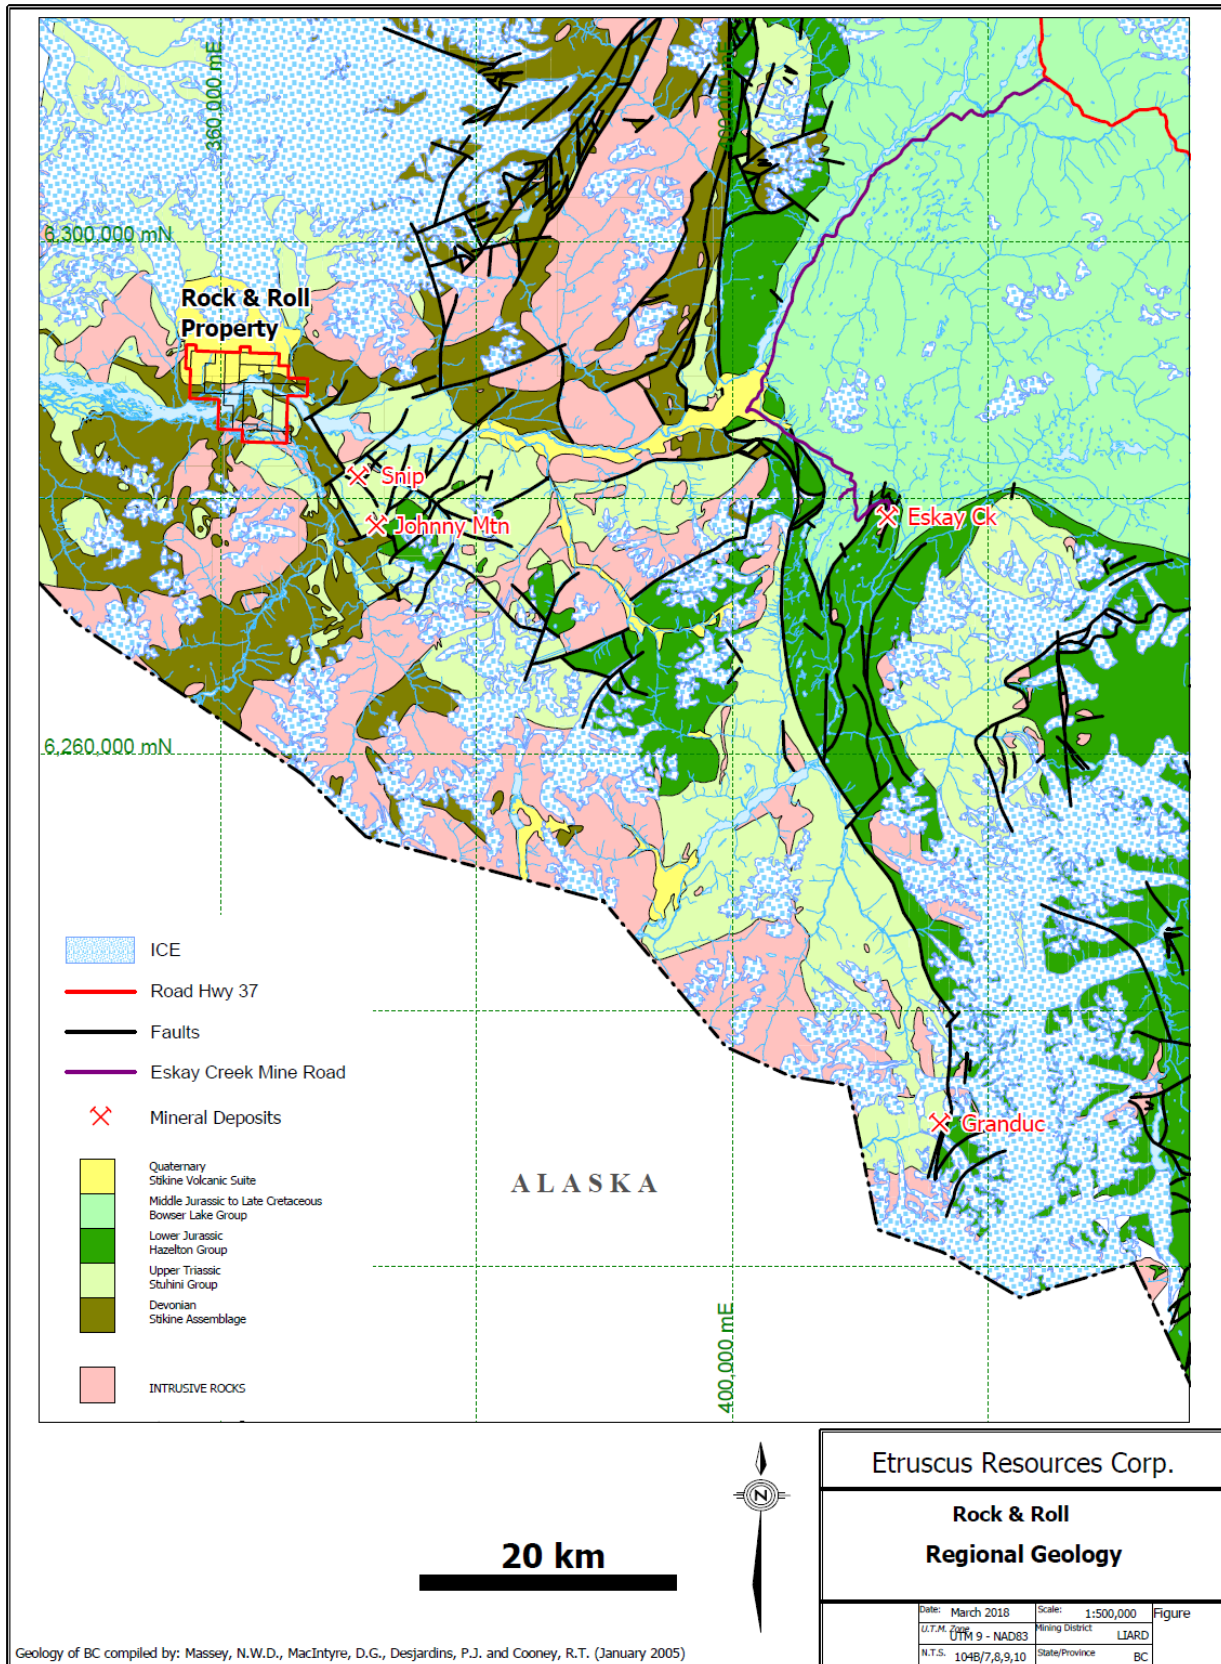 360,000 mE
400,000 mE
6,300,000 mN
Rock & Roll
Property
Snip
Johnny Mtn
Eskay Ck
6,260,000 mN
ICE
Road Hwy 37
Faults
Eskay Creek Mine Road
Mineral Deposits
Granduc
Quaternary
Stikine Volcanic Suite
Middle Jurassic to Late Cretaceous
Bowser Lake Group
Lower Jurassic
Hazelton Group
Upper Triassic
Stuhini Group
Devonian
Stikine Assemblage
INTRUSIVE ROCKS
ALASKA
400,000 mE
N
20 km
Etruscus Resources Corp.
Rock & Roll
Regional Geology
Date: March 2018 Scale: 1:500,000 Figure
U.T.M. Zone UTM 9 - NAD83 Mining District LIARD
N.T.S. 104B/7,8,9,10 State/Province BC
Geology of BC compiled by: Massey, N.W.D., MacIntyre, D.G., Desjardins, P.J. and Cooney, R.T. (January 2005)